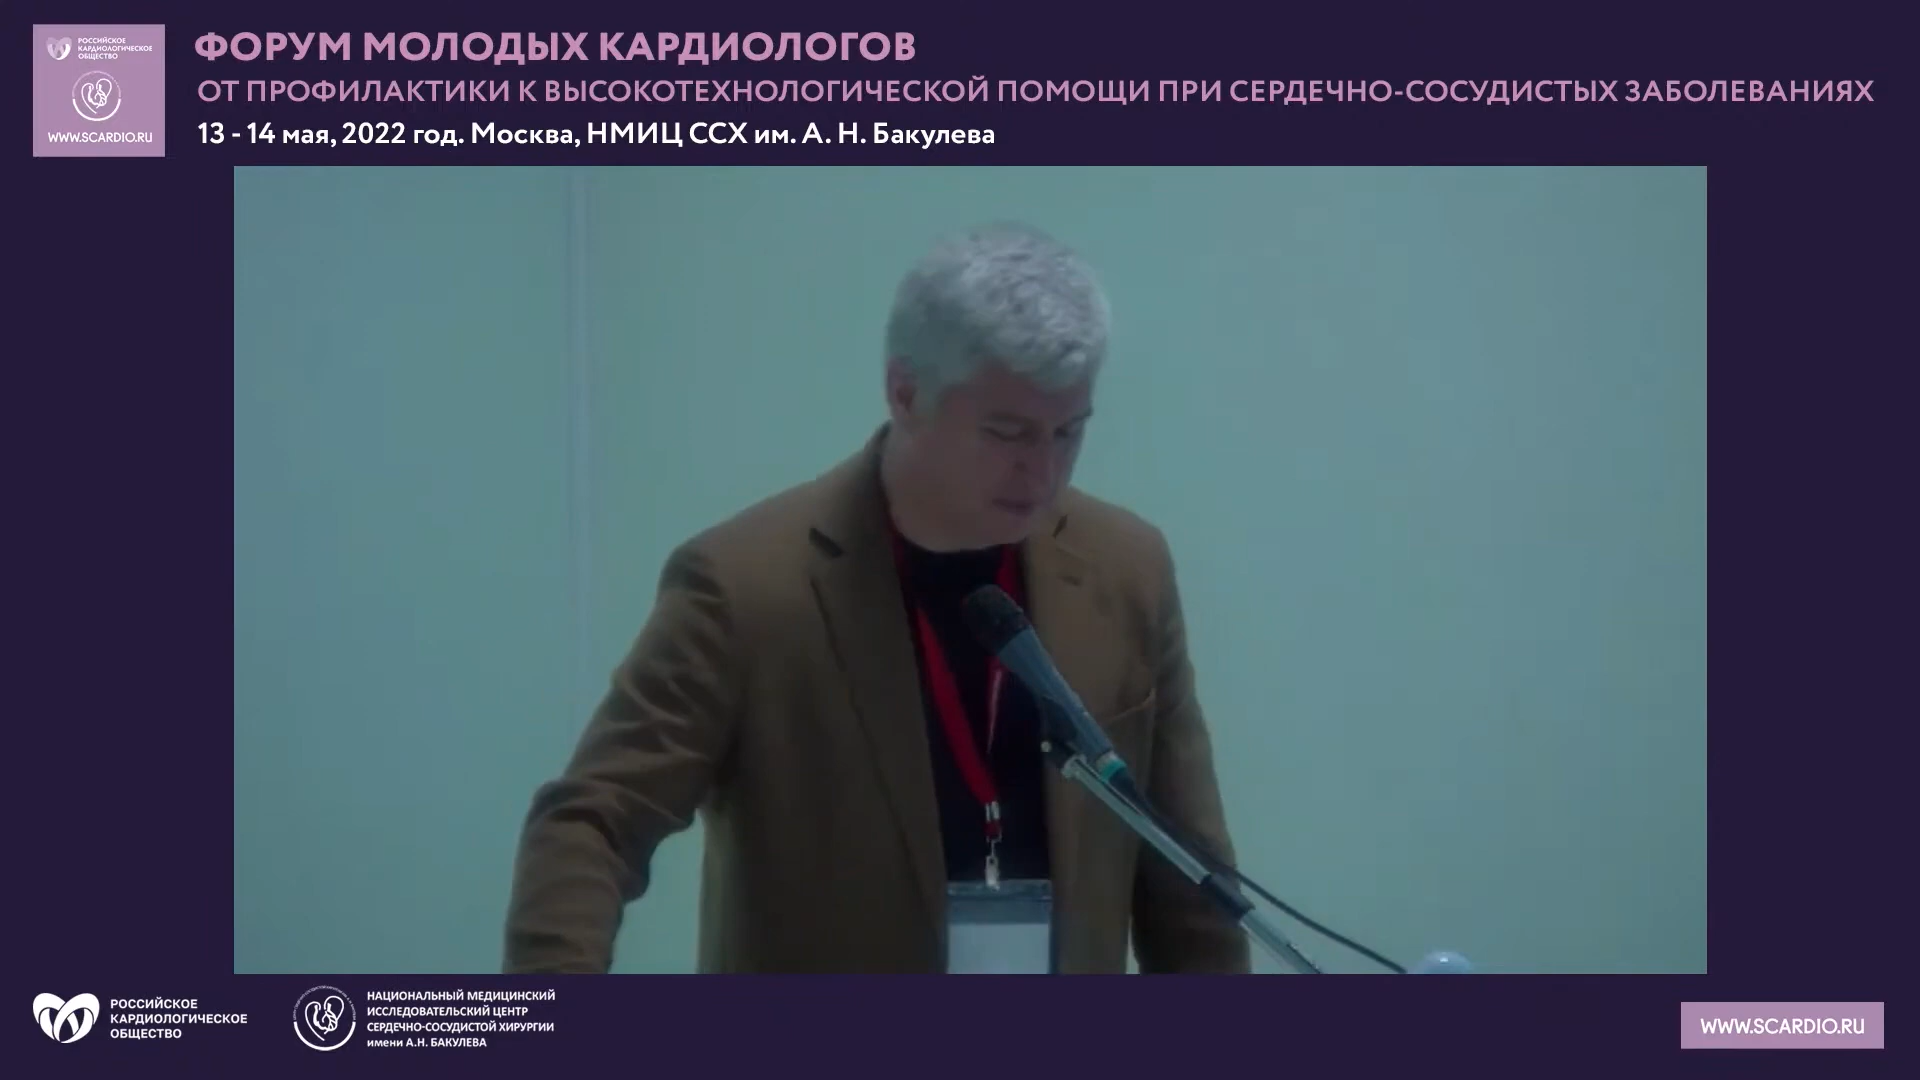 РОССИЙСКОЕ
КАРДИОЛОГИЧЕСКОЕ
ОБЩЕСТВО
WWW.SCARDIO.RU
ФОРУМ МОЛОДЫХ КАРДИОЛОГОВ
ОТ ПРОФИЛАКТИКИ К ВЫСОКОТЕХНОЛОГИЧЕСКОЙ ПОМОЩИ ПРИ СЕРДЕЧНО-СОСУДИСТЫХ ЗАБОЛЕВАНИЯХ
13 - 14 мая, 2022 год. Москва, НМИЦ ССХ им. А. Н. Бакулева
РОССИЙСКОЕ
КАРДИОЛОГИЧЕСКОЕ
ОБЩЕСТВО
НАЦИОНАЛЬНЫЙ МЕДИЦИНСКИЙ
ИССЛЕДОВАТЕЛЬСКИЙ ЦЕНТР
СЕРДЕЧНО-СОСУДИСТОЙ ХИРУРГИИ
имени А.Н. БАКУЛЕВА
WWW.SCARDIO.RU